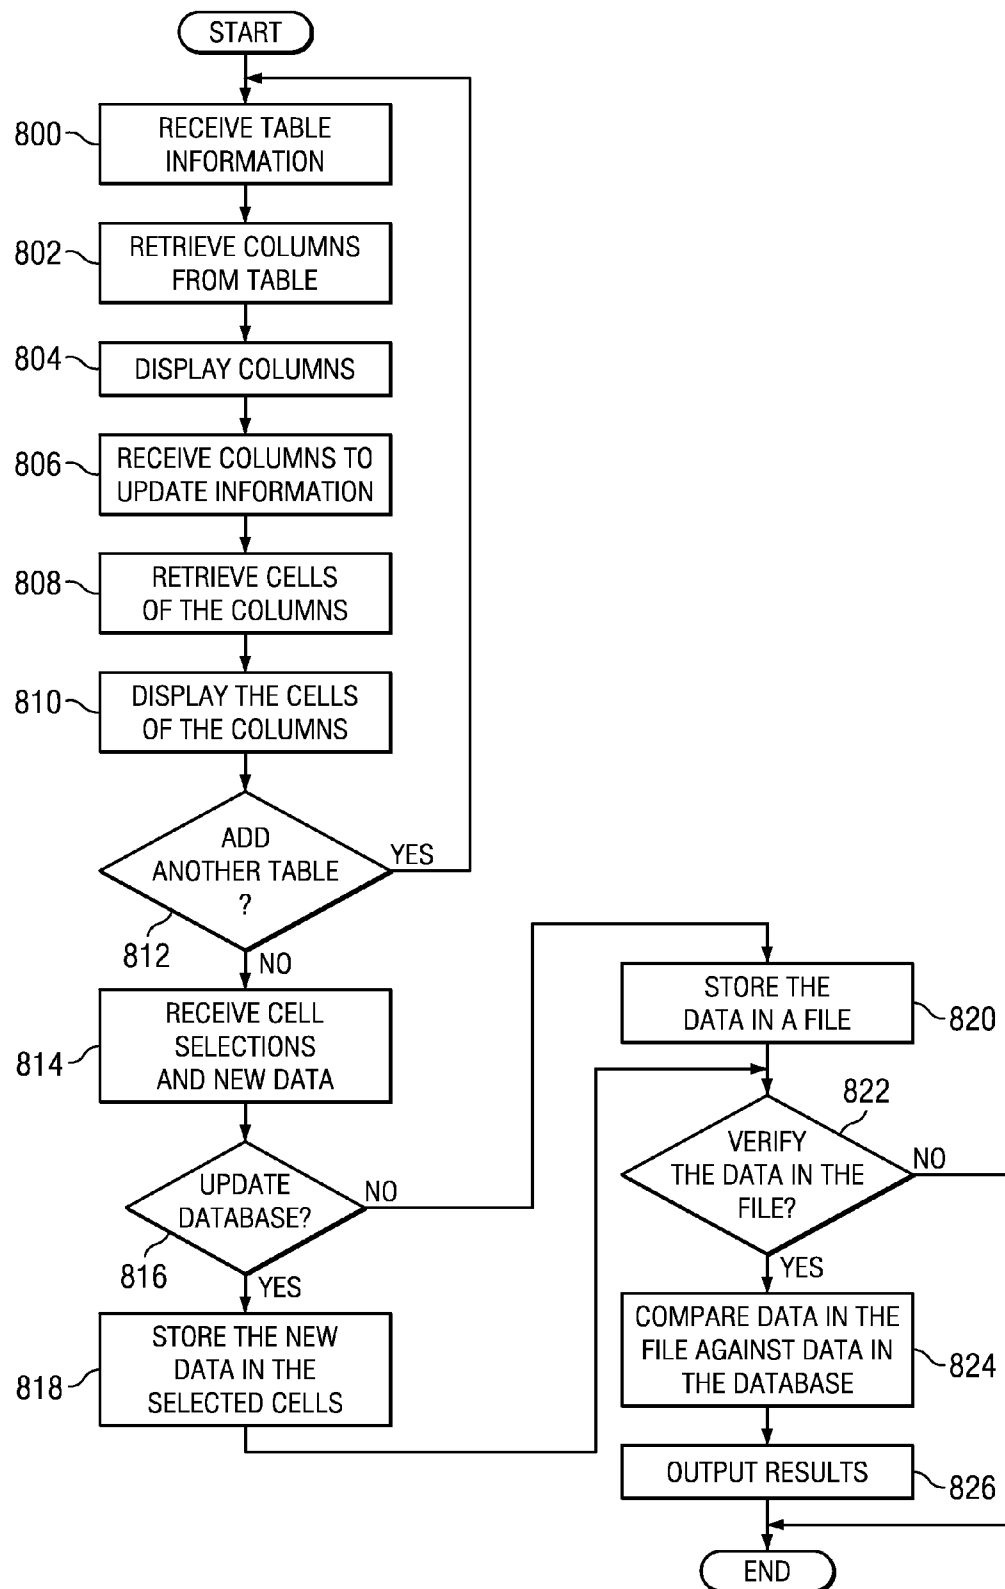 START
800
RECEIVE TABLE
INFORMATION
802
RETRIEVE COLUMNS
FROM TABLE
804
DISPLAY COLUMNS
806
RECEIVE COLUMNS TO
UPDATE INFORMATION
808
RETRIEVE CELLS
OF THE COLUMNS
810
DISPLAY THE CELLS
OF THE COLUMNS
ADD
ANOTHER TABLE
?
YES
812
NO
814
RECEIVE CELL
SELECTIONS
AND NEW DATA
UPDATE
DATABASE?
NO
816
YES
818
STORE THE NEW
DATA IN THE
SELECTED CELLS
STORE THE
DATA IN A FILE
820
822
VERIFY
THE DATA IN THE
FILE?
NO
YES
COMPARE DATA IN THE
FILE AGAINST DATA IN
THE DATABASE
824
OUTPUT RESULTS
826
END